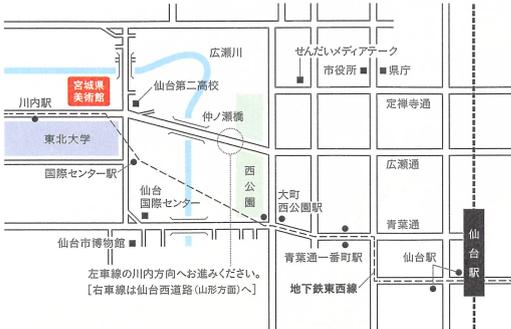 広瀬川
せんだいメディアテーク
市役所
県庁
宮城県
美術館
仙台第二高校
川内駅
仲ノ瀬橋
定禅寺通
東北大学
国際センター駅
西公園
広瀬通
仙台
国際センター
大町
西公園駅
青葉通
仙台市博物館
青葉通一番町駅
仙台駅
仙台駅
左車線の川内方向へお進みください。
[右車線は仙台西道路(山形方面)へ]
地下鉄東西線